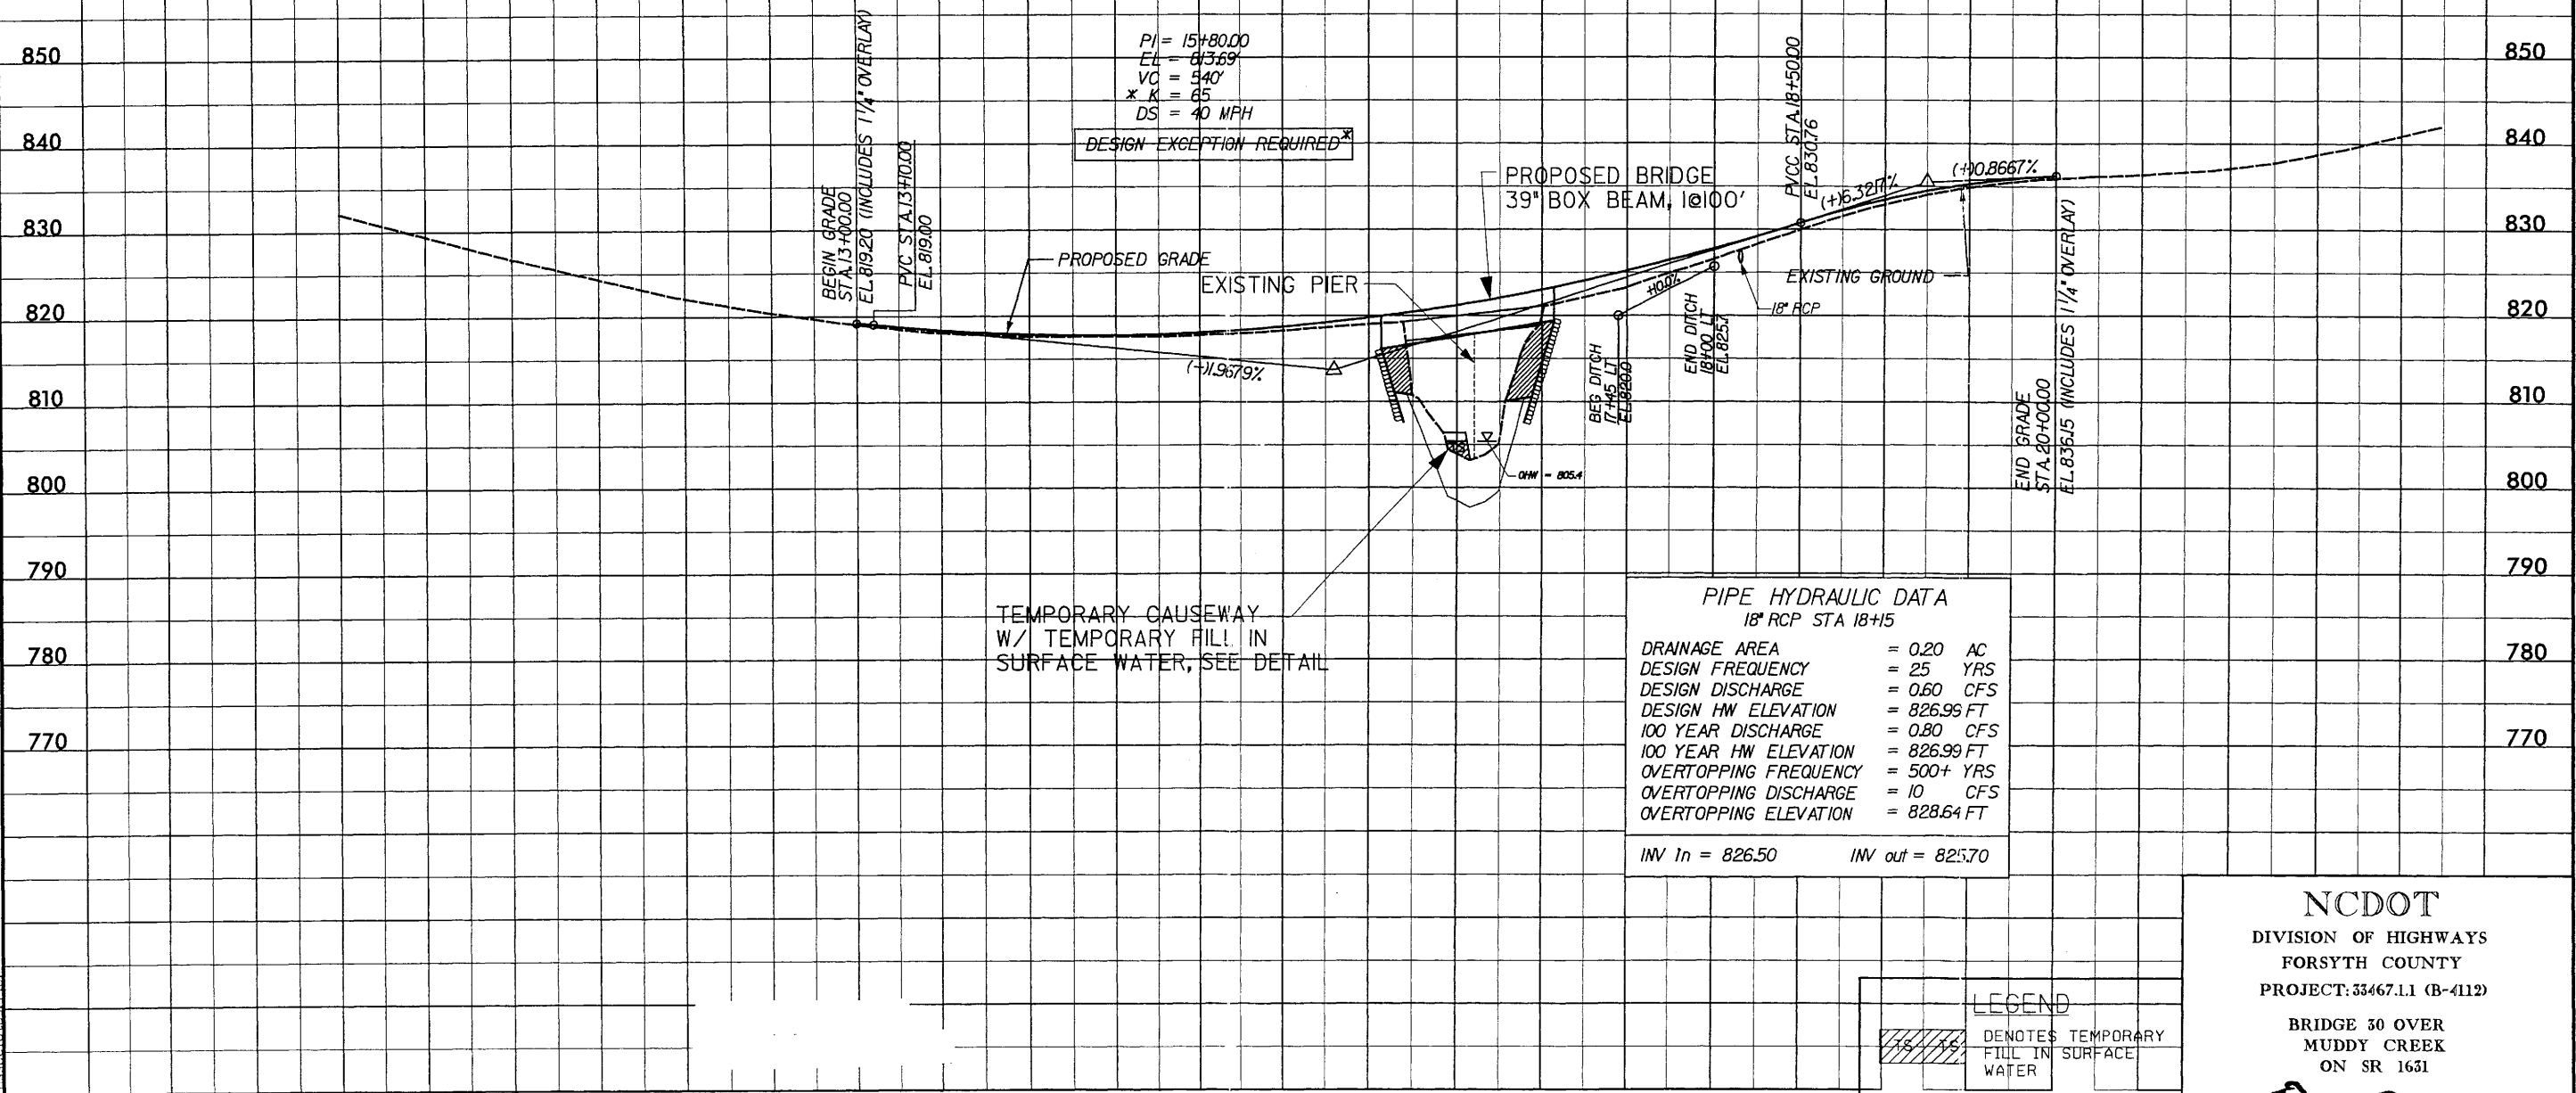 850
840
830
820
810
800
790
780
770
PI = 15+80.00
EL = 813.69'
VC = 540'
* K = 65
DS = 40 MPH
DESIGN EXCEPTION REQUIRED*
BEGIN GRADE
STA.13+00.00
EL.819.20 (INCLUDES 1 1/4" OVERLAY)
PVC STA.13+10.00
EL.819.00
PROPOSED GRADE
(-)1.9679%
EXISTING PIER
PROPOSED BRIDGE
39" BOX BEAM, 1@100'
OHW = 805.4
TEMPORARY CAUSEWAY
W/ TEMPORARY FILL IN
SURFACE WATER, SEE DETAIL
BEG DITCH
17+45 LT
EL.820.0
END DITCH
18+00 LT
EL.825.7
18" RCP
EXISTING GROUND
PVCC STA.18+50.00
EL.830.76
(+)6.3217%
(+)0.8667%
END GRADE
STA.20+00.00
EL.836.15 (INCLUDES 1 1/4" OVERLAY)
850
840
830
820
810
800
790
780
770
PIPE HYDRAULIC DATA
18" RCP STA 18+15
DRAINAGE AREA = 0.20 AC
DESIGN FREQUENCY = 25 YRS
DESIGN DISCHARGE = 0.60 CFS
DESIGN HW ELEVATION = 826.99 FT
100 YEAR DISCHARGE = 0.80 CFS
100 YEAR HW ELEVATION = 826.99 FT
OVERTOPPING FREQUENCY = 500+ YRS
OVERTOPPING DISCHARGE = 10 CFS
OVERTOPPING ELEVATION = 828.64 FT
INV In = 826.50 INV out = 825.70
LEGEND
TS TS
DENOTES TEMPORARY
FILL IN SURFACE
WATER
NCDOT
DIVISION OF HIGHWAYS
FORSYTH COUNTY
PROJECT: 33467.1.1 (B-4112)
BRIDGE 30 OVER
MUDDY CREEK
ON SR 1631